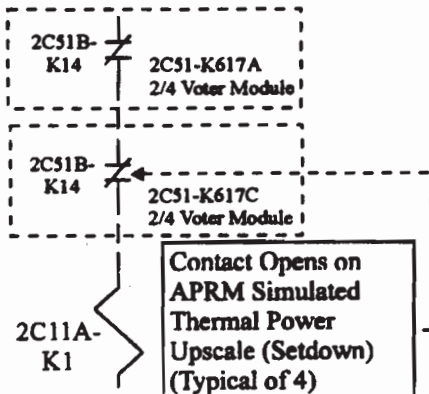 2C51B-
K14
2C51-K617A
2/4 Voter Module
2C51B-
K14
2C51-K617C
2/4 Voter Module
Contact Opens on
APRM Simulated
Thermal Power
Upscale (Setdown)
(Typical of 4)
2C11A-
K1